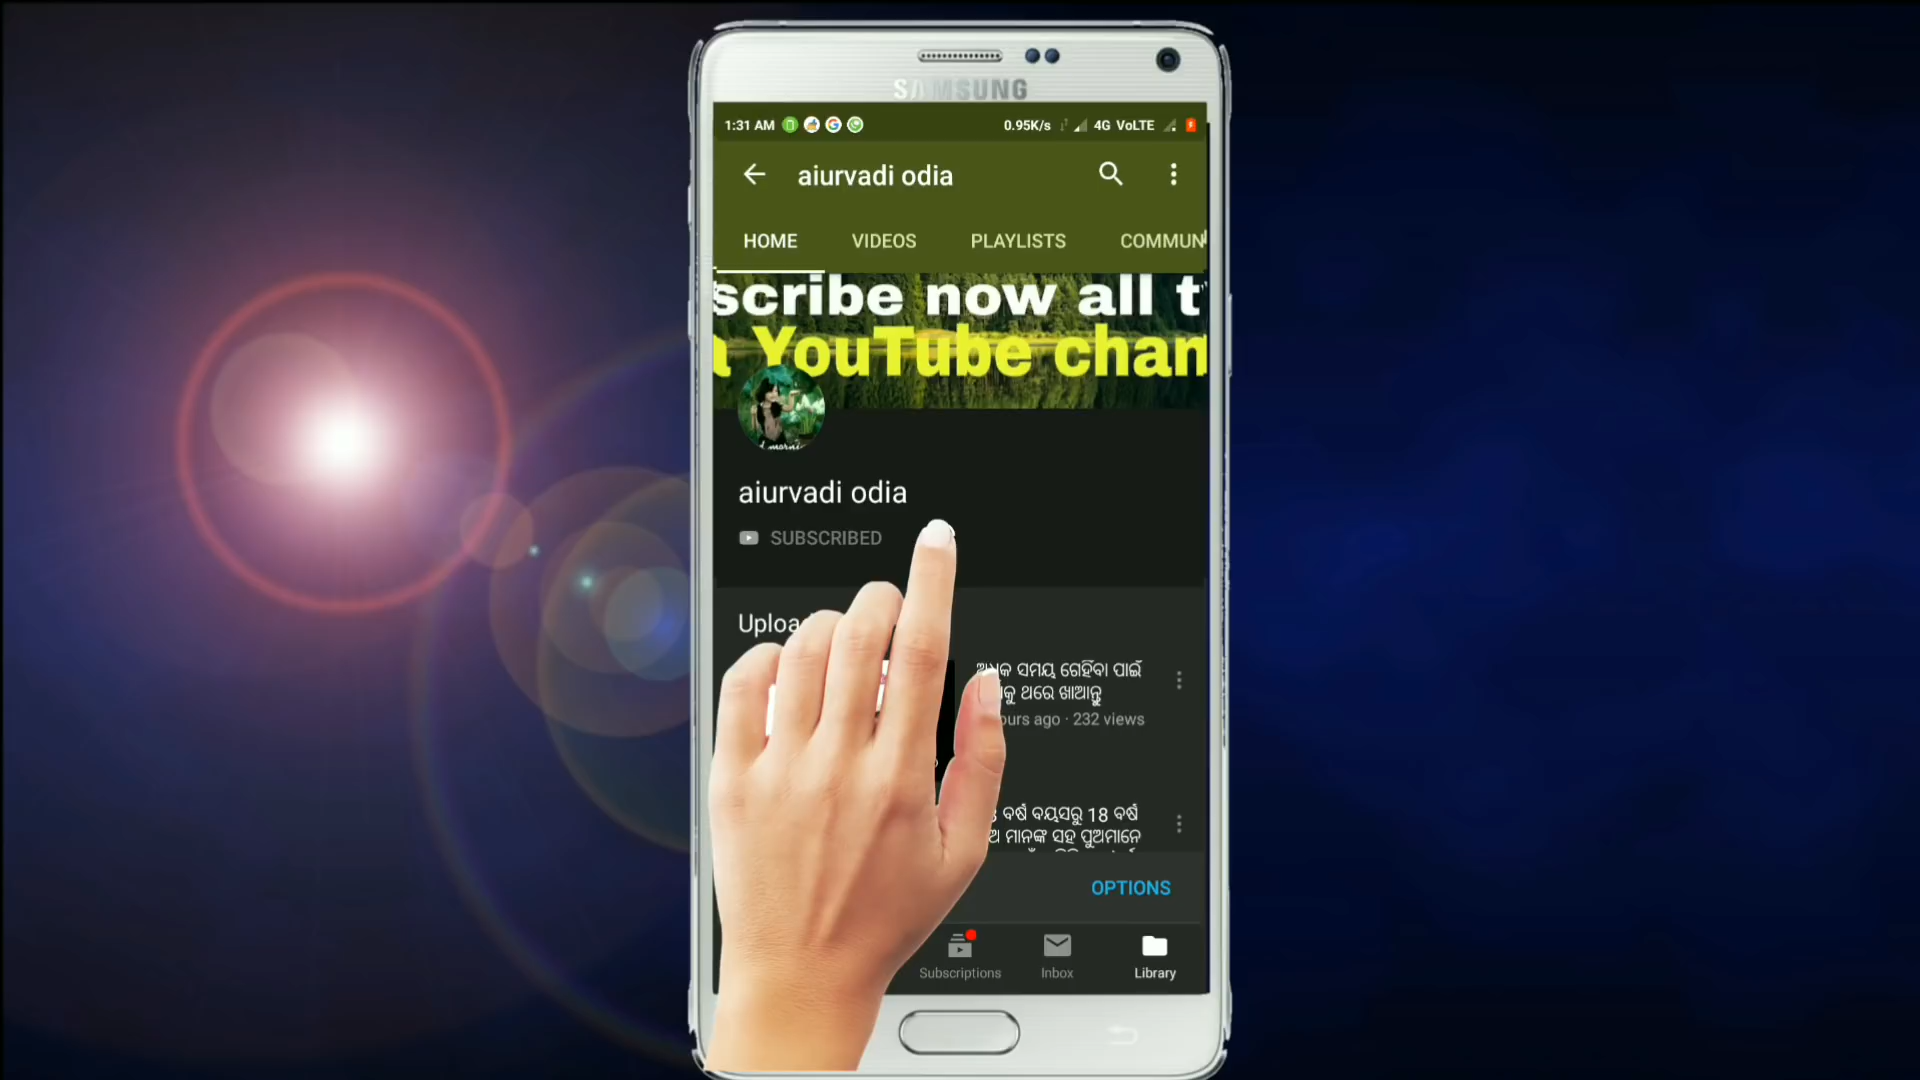 SAMSUNG
1:31 AM 0.95K/s 4G VoLTE
aiurvadi odia
HOME VIDEOS PLAYLISTS COMMUN
scribe now all t
a YouTube chan
aiurvadi odia
SUBSCRIBED
Uploa
ସମୟ ଗେହିଁବା ପାଇଁ
ଥରେ ଖାଆନ୍ତୁ
ours ago · 232 views
ବର୍ଷ ବୟସରୁ 18 ବର୍ଷ
ମାନଙ୍କ ସହ ପୁଅମାନେ
OPTIONS
Subscriptions Inbox Library